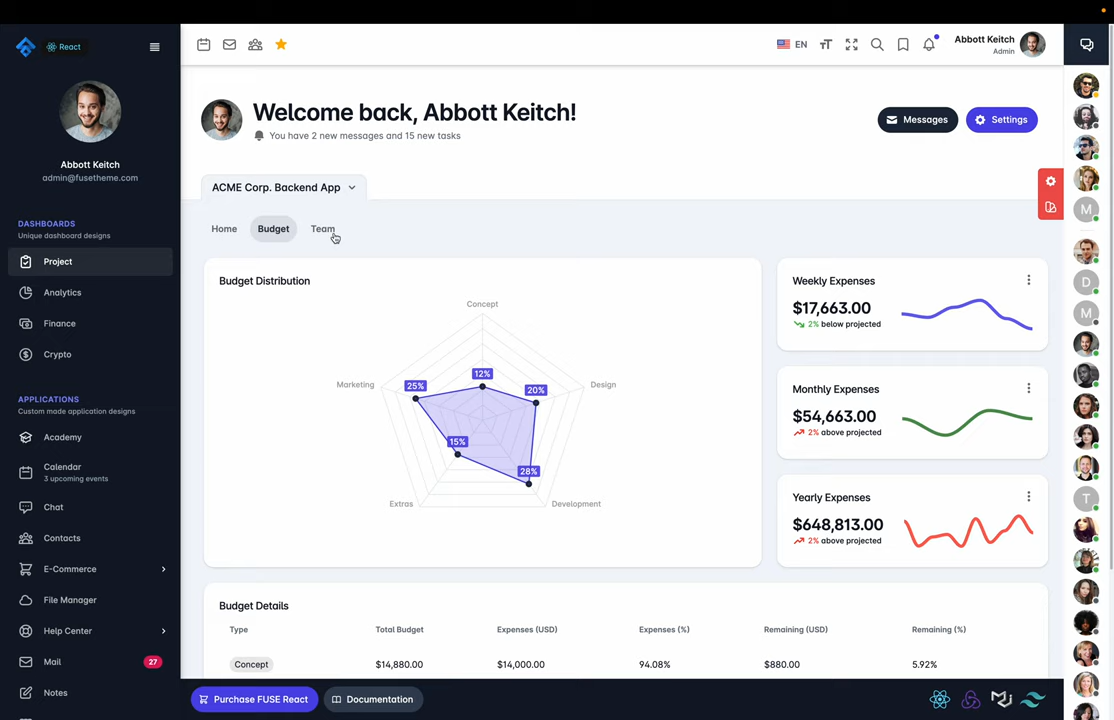 React
Abbott Keitch
admin@fusetheme.com
DASHBOARDS
Unique dashboard designs
Project
Analytics
Finance
Crypto
APPLICATIONS
Custom made application designs
Academy
Calendar
3 upcoming events
Chat
Contacts
E-Commerce
File Manager
Help Center
Mail 27
Notes
EN
TT
Abbott Keitch
Admin
Welcome back, Abbott Keitch!
You have 2 new messages and 15 new tasks
Messages
Settings
ACME Corp. Backend App
Home Budget Team
Budget Distribution
Concept
Marketing
Design
Extras
Development
25%
12%
20%
15%
28%
Weekly Expenses
$17,663.00
2% below projected
Monthly Expenses
$54,663.00
2% above projected
Yearly Expenses
$648,813.00
2% above projected
Budget Details
Type Total Budget Expenses (USD) Expenses (%) Remaining (USD) Remaining (%)
Concept $14,880.00 $14,000.00 94.08% $880.00 5.92%
Purchase FUSE React
Documentation
M
D
M
T